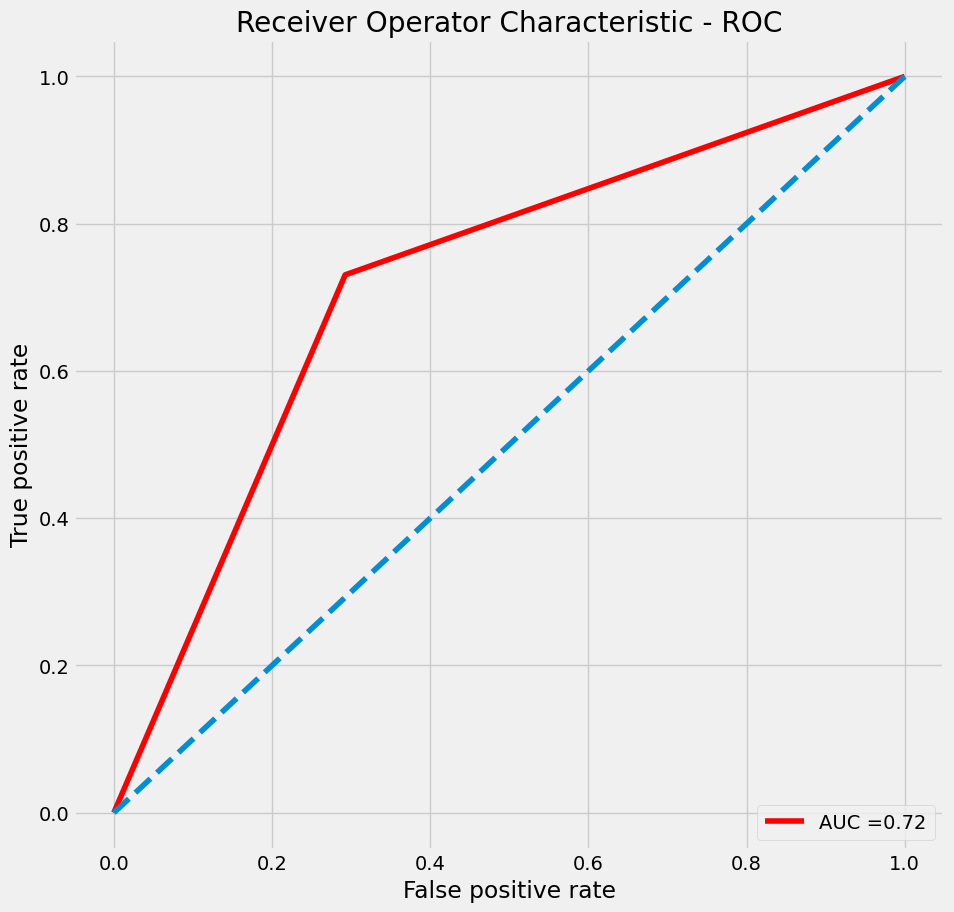 Receiver Operator Characteristic - ROC
1.0
0.8
0.6
0.4
0.2
0.0
True positive rate
0.0 0.2 0.4 0.6 0.8 1.0
False positive rate
AUC =0.72